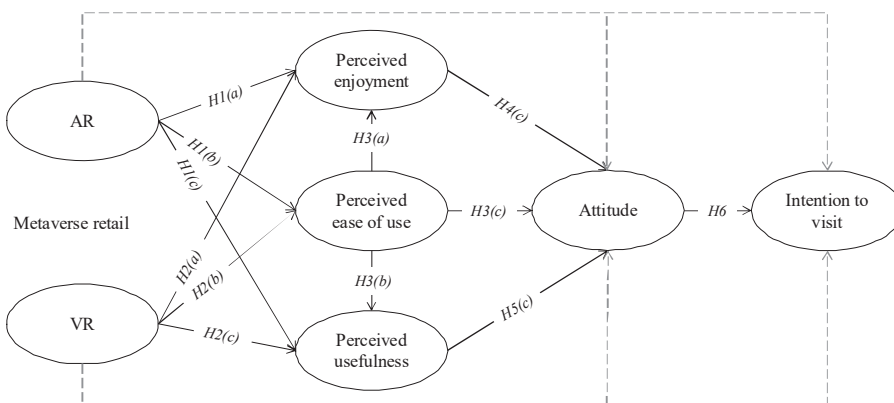 Perceived
enjoyment
AR
H1(a)
H4(c)
H3(a)
H1(b)
H1(c)
Perceived
ease of use
H3(c)
Attitude
H6
Intention to
visit
Metaverse retail
H2(a)
H2(b)
H3(b)
H5(c)
VR
H2(c)
Perceived
usefulness